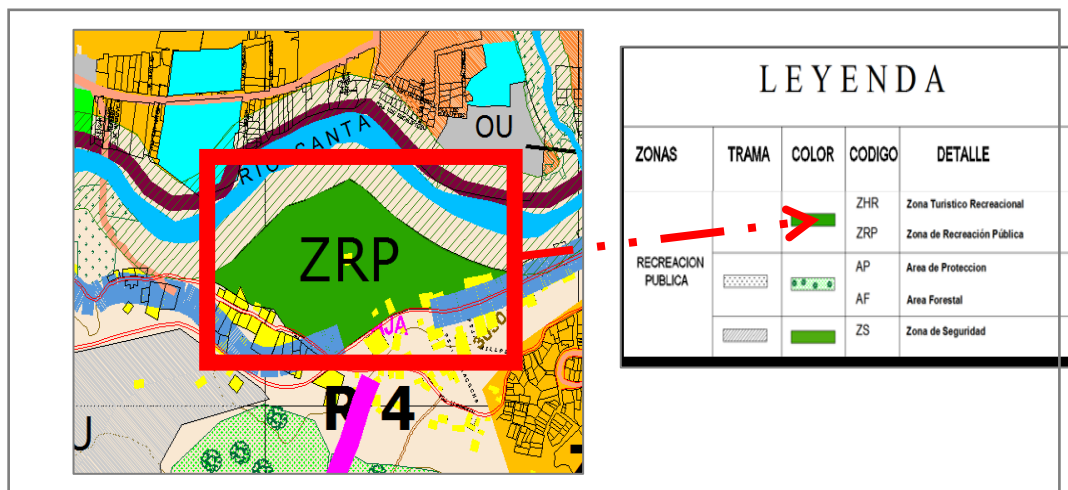 OU
RIO SANTA
ZRP
R 4
U
LEYENDA
ZONAS TRAMA COLOR CODIGO DETALLE
ZHR Zona Turistico Recreacional
ZRP Zona de Recreación Pública
RECREACION
PUBLICA
AP Area de Proteccion
AF Area Forestal
ZS Zona de Seguridad